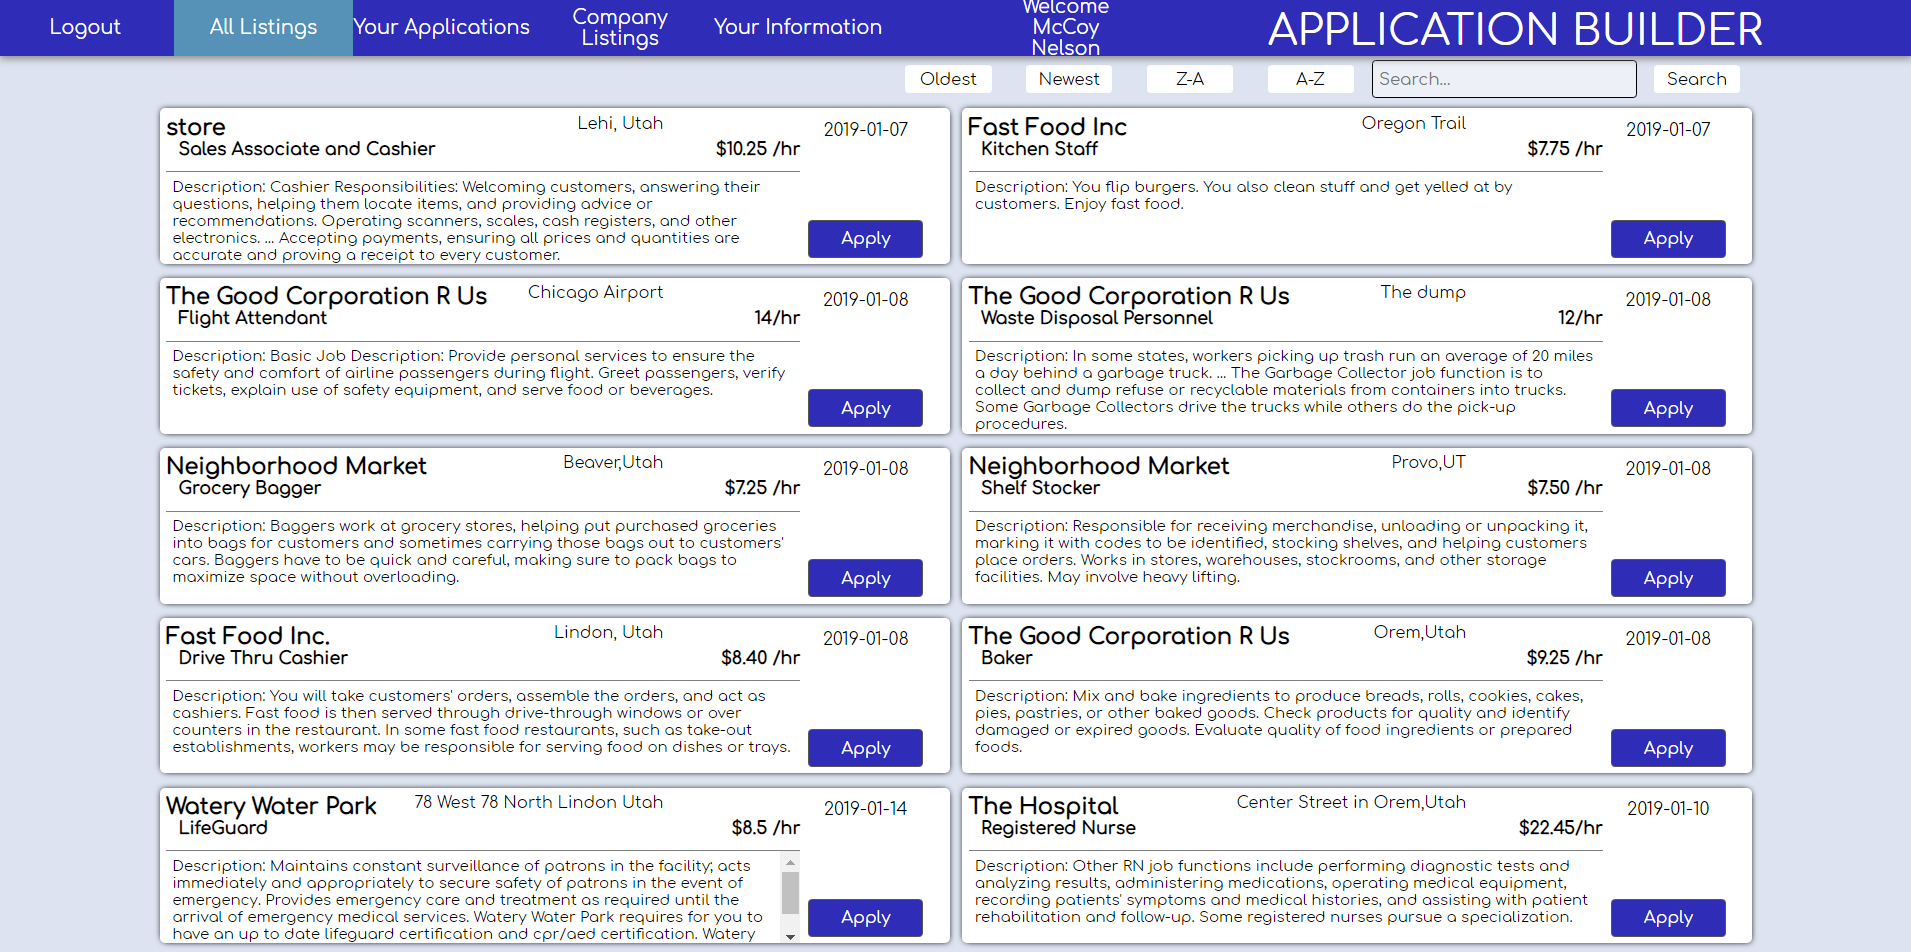 Logout
All Listings
Your Applications
Company
Listings
Your Information
Welcome
McCoy
Nelson
APPLICATION BUILDER
Oldest
Newest
Z-A
A-Z
Search...
Search
store
Lehi, Utah
2019-01-07
Sales Associate and Cashier
$10.25 /hr
Description: Cashier Responsibilities: Welcoming customers, answering their
questions, helping them locate items, and providing advice or
recommendations. Operating scanners, scales, cash registers, and other
electronics. ... Accepting payments, ensuring all prices and quantities are
accurate and proving a receipt to every customer.
Apply
Fast Food Inc
Oregon Trail
2019-01-07
Kitchen Staff
$7.75 /hr
Description: You flip burgers. You also clean stuff and get yelled at by
customers. Enjoy fast food.
Apply
The Good Corporation R Us
Chicago Airport
2019-01-08
Flight Attendant
14/hr
Description: Basic Job Description: Provide personal services to ensure the
safety and comfort of airline passengers during flight. Greet passengers, verify
tickets, explain use of safety equipment, and serve food or beverages.
Apply
The Good Corporation R Us
The dump
2019-01-08
Waste Disposal Personnel
12/hr
Description: In some states, workers picking up trash run an average of 20 miles
a day behind a garbage truck. ... The Garbage Collector job function is to
collect and dump refuse or recyclable materials from containers into trucks.
Some Garbage Collectors drive the trucks while others do the pick-up
procedures.
Apply
Neighborhood Market
Beaver,Utah
2019-01-08
Grocery Bagger
$7.25 /hr
Description: Baggers work at grocery stores, helping put purchased groceries
into bags for customers and sometimes carrying those bags out to customers'
cars. Baggers have to be quick and careful, making sure to pack bags to
maximize space without overloading.
Apply
Neighborhood Market
Provo,UT
2019-01-08
Shelf Stocker
$7.50 /hr
Description: Responsible for receiving merchandise, unloading or unpacking it,
marking it with codes to be identified, stocking shelves, and helping customers
place orders. Works in stores, warehouses, stockrooms, and other storage
facilities. May involve heavy lifting.
Apply
Fast Food Inc.
Lindon, Utah
2019-01-08
Drive Thru Cashier
$8.40 /hr
Description: You will take customers' orders, assemble the orders, and act as
cashiers. Fast food is then served through drive-through windows or over
counters in the restaurant. In some fast food restaurants, such as take-out
establishments, workers may be responsible for serving food on dishes or trays.
Apply
The Good Corporation R Us
Orem,Utah
2019-01-08
Baker
$9.25 /hr
Description: Mix and bake ingredients to produce breads, rolls, cookies, cakes,
pies, pastries, or other baked goods. Check products for quality and identify
damaged or expired goods. Evaluate quality of food ingredients or prepared
foods.
Apply
Watery Water Park
78 West 78 North Lindon Utah
2019-01-14
LifeGuard
$8.5 /hr
Description: Maintains constant surveillance of patrons in the facility; acts
immediately and appropriately to secure safety of patrons in the event of
emergency. Provides emergency care and treatment as required until the
arrival of emergency medical services. Watery Water Park requires for you to
have an up to date lifeguard certification and cpr/aed certification. Watery
Apply
The Hospital
Center Street in Orem,Utah
2019-01-10
Registered Nurse
$22.45/hr
Description: Other RN job functions include performing diagnostic tests and
analyzing results, administering medications, operating medical equipment,
recording patients' symptoms and medical histories, and assisting with patient
rehabilitation and follow-up. Some registered nurses pursue a specialization.
Apply